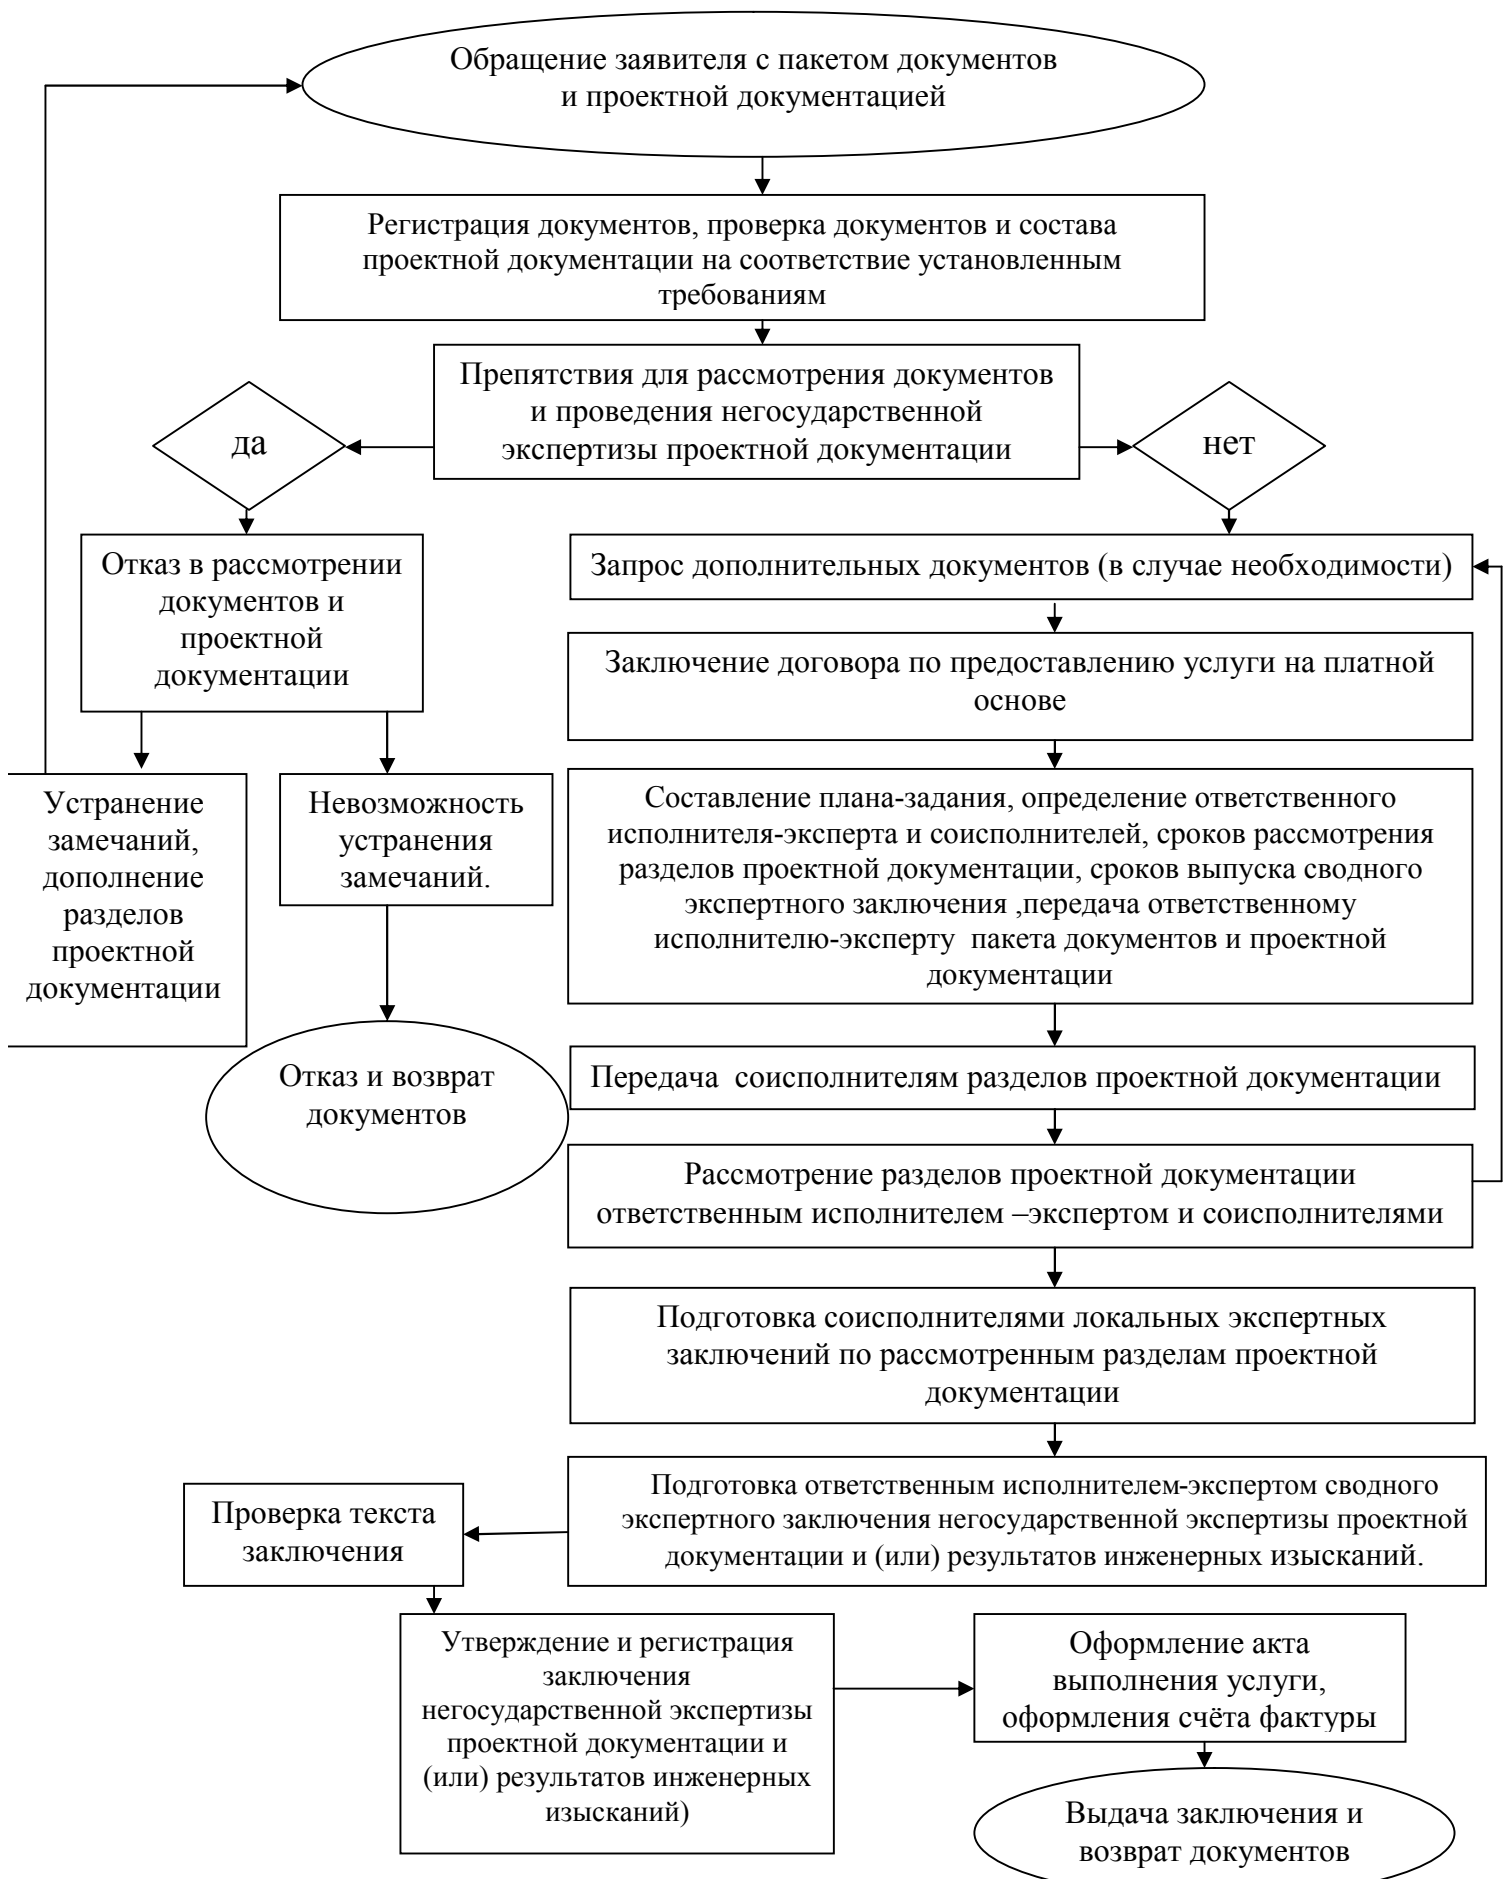 Обращение заявителя с пакетом документов
и проектной документацией
Регистрация документов, проверка документов и состава
проектной документации на соответствие установленным
требованиям
Препятствия для рассмотрения документов
и проведения негосударственной
экспертизы проектной документации
да
нет
Отказ в рассмотрении
документов и
проектной
документации
Запрос дополнительных документов (в случае необходимости)
Заключение договора по предоставлению услуги на платной
основе
Устранение
замечаний,
дополнение
разделов
проектной
документации
Невозможность
устранения
замечаний.
Составление плана-задания, определение ответственного
исполнителя-эксперта и соисполнителей, сроков рассмотрения
разделов проектной документации, сроков выпуска сводного
экспертного заключения ,передача ответственному
исполнителю-эксперту пакета документов и проектной
документации
Отказ и возврат
документов
Передача соисполнителям разделов проектной документации
Рассмотрение разделов проектной документации
ответственным исполнителем –экспертом и соисполнителями
Подготовка соисполнителями локальных экспертных
заключений по рассмотренным разделам проектной
документации
Подготовка ответственным исполнителем-экспертом сводного
экспертного заключения негосударственной экспертизы проектной
документации и (или) результатов инженерных изысканий.
Проверка текста
заключения
Утверждение и регистрация
заключения
негосударственной экспертизы
проектной документации и
(или) результатов инженерных
изысканий)
Оформление акта
выполнения услуги,
оформления счёта фактуры
Выдача заключения и
возврат документов